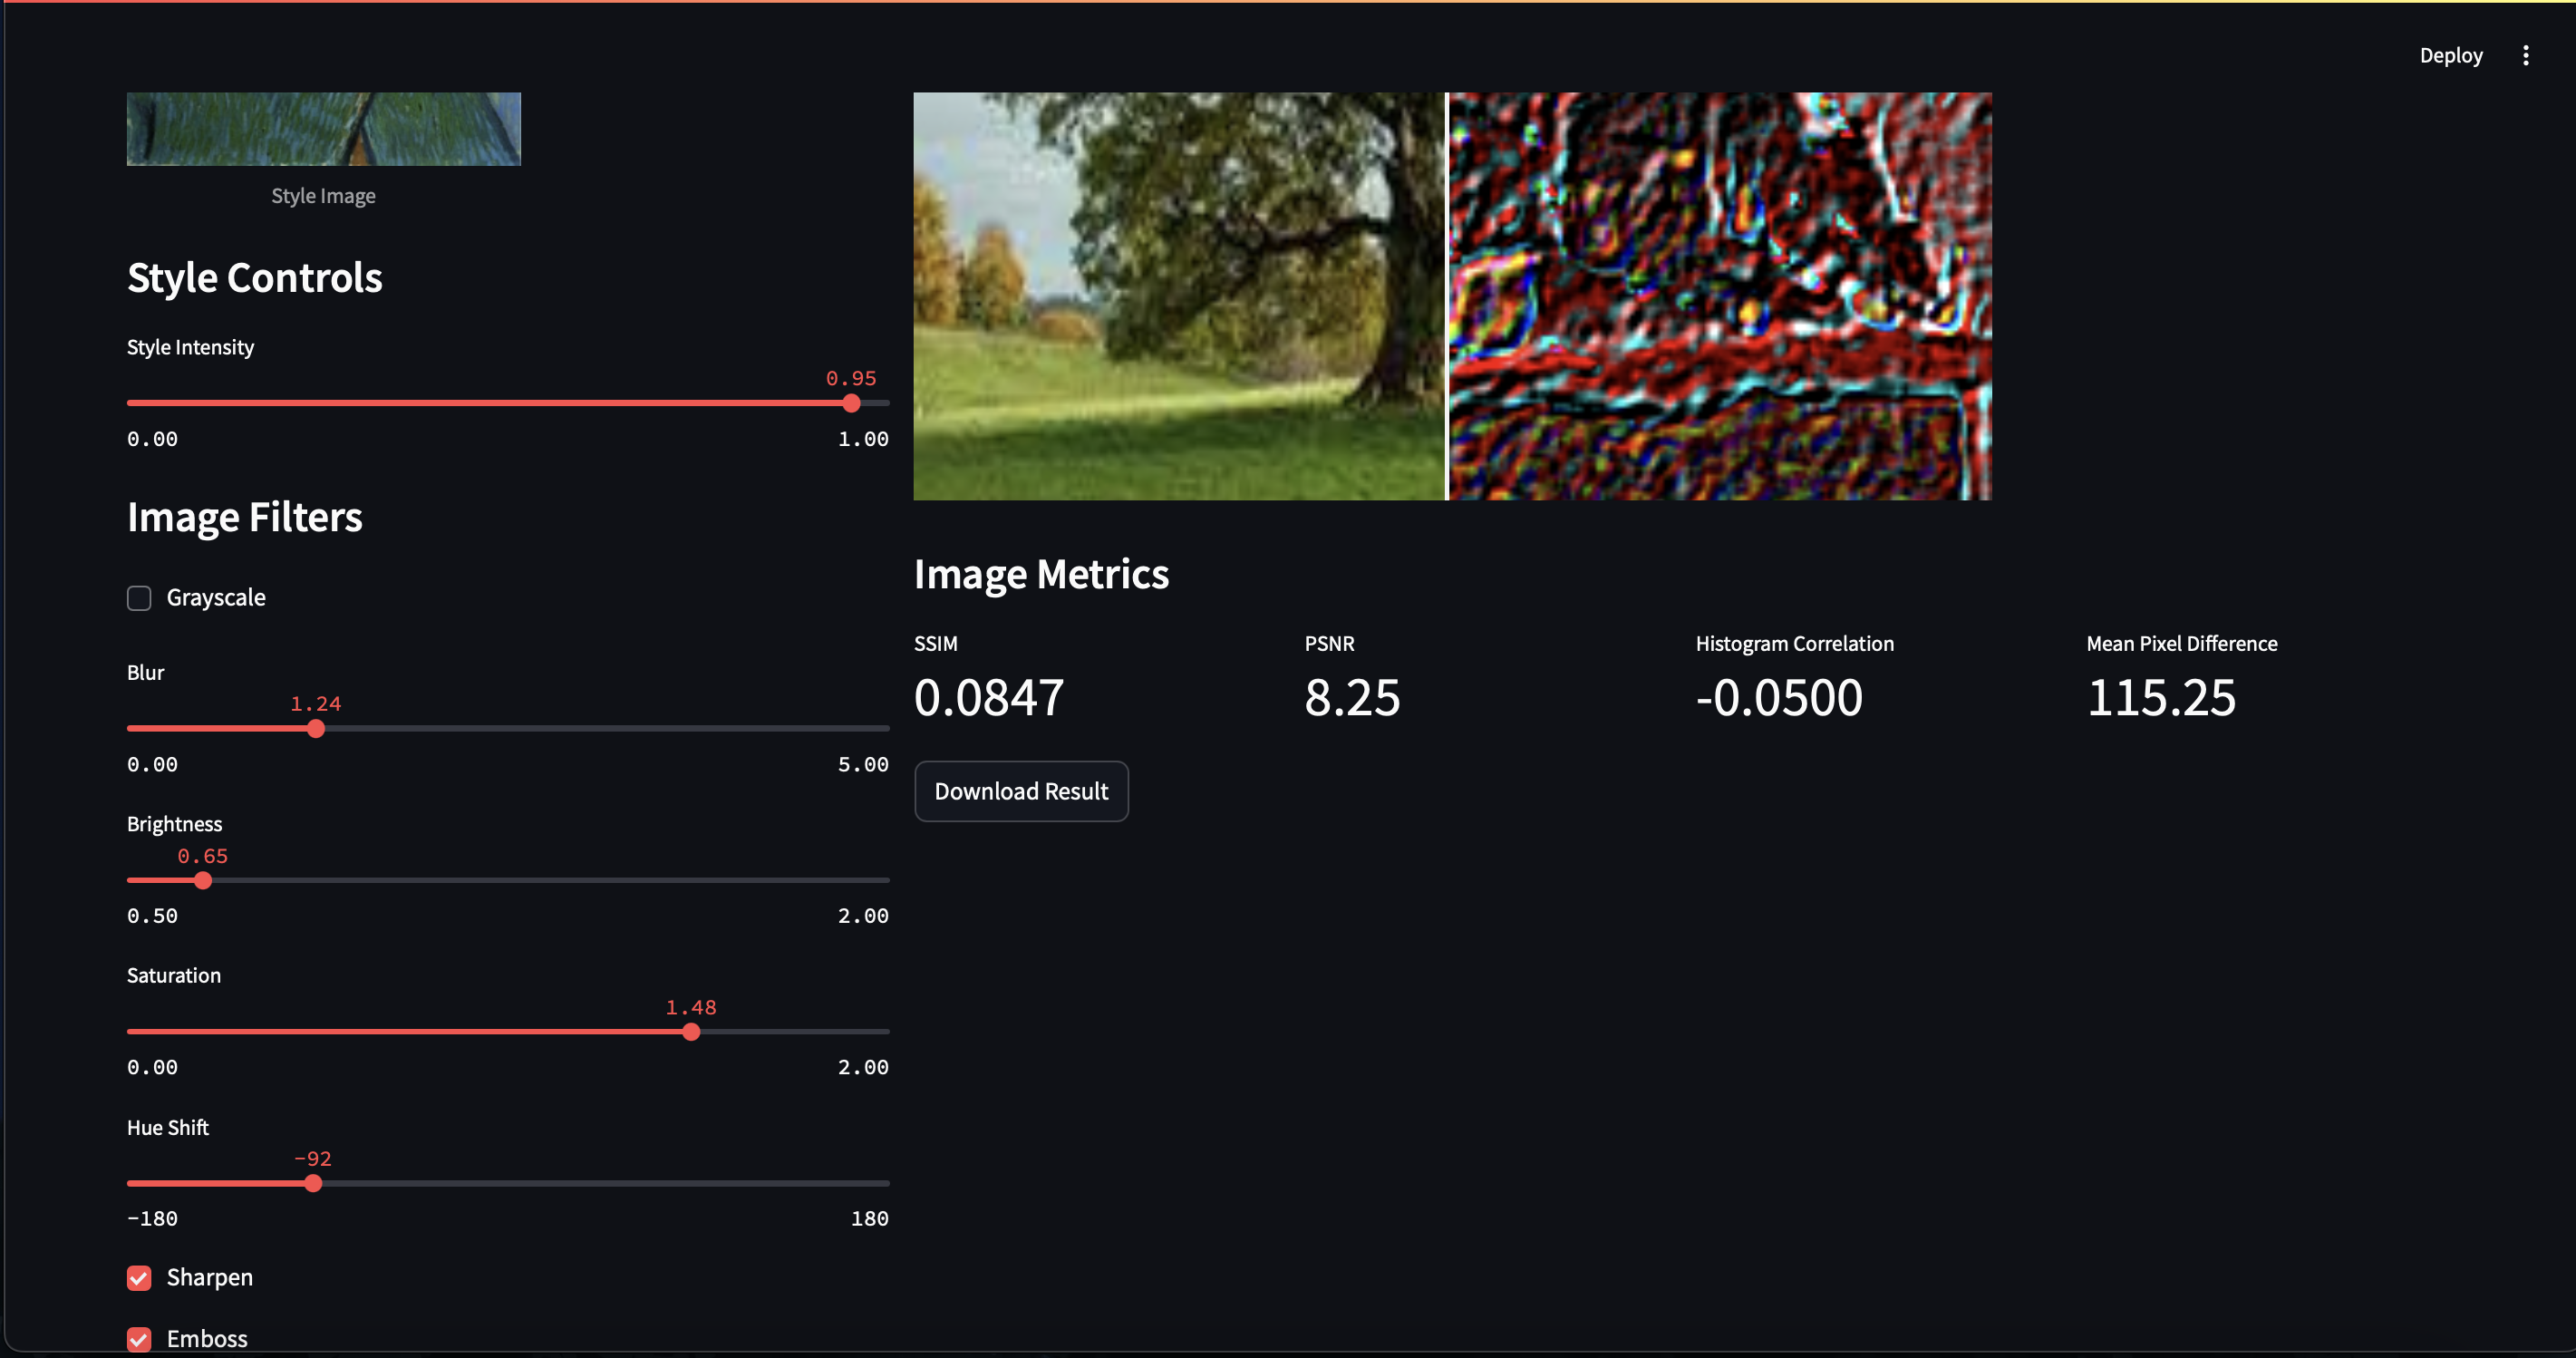 Deploy
Style Image
Style Controls
Style Intensity
0.95
0.00 1.00
Image Filters
Grayscale
Blur
1.24
0.00 5.00
Brightness
0.65
0.50 2.00
Saturation
1.48
0.00 2.00
Hue Shift
-92
-180 180
Sharpen
Emboss
Image Metrics
SSIM PSNR Histogram Correlation Mean Pixel Difference
0.0847 8.25 -0.0500 115.25
Download Result